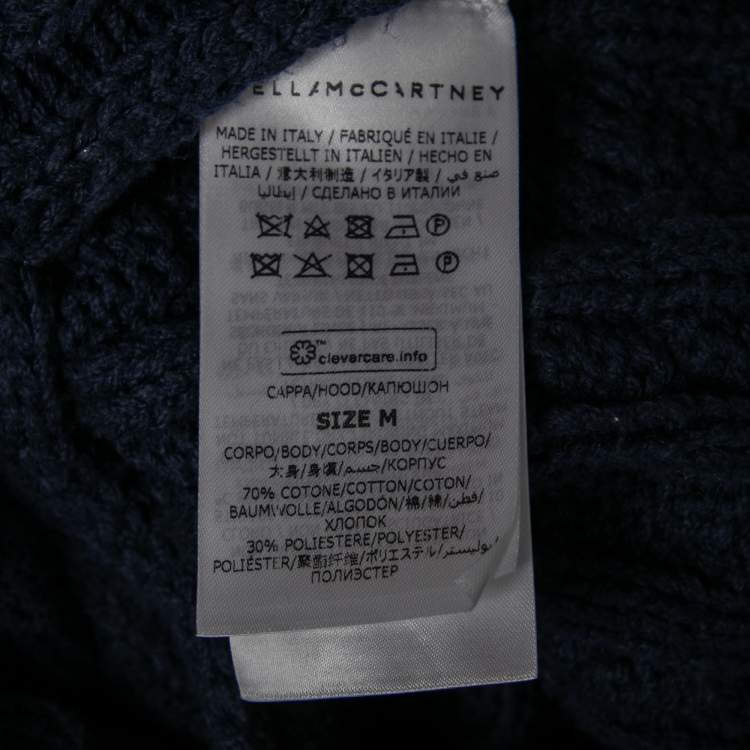 ELLA McCARTNEY
MADE IN ITALY / FABRIQUÉ EN ITALIE /
HERGESTELLT IN ITALIEN / HECHO EN
ITALIA / 意大利制造 / イタリア製 / صنع في
إيطاليا / СДЕЛАНО В ИТАЛИИ
P
P
clevercare.info™
CAPPA/HOOD/КАПЮШОН
SIZE M
CORPO/BODY/CORPS/BODY/CUERPO/
大身/身頃/جسم/КОРПУС
70% COTONE/COTTON/COTON/
BAUMWOLLE/ALGODÓN/棉/綿/قطن/
ХЛОПОК
30% POLIESTERE/POLYESTER/
POLIÉSTER/聚酯纤维/ポリエステル/بوليستر/
ПОЛИЭСТЕР